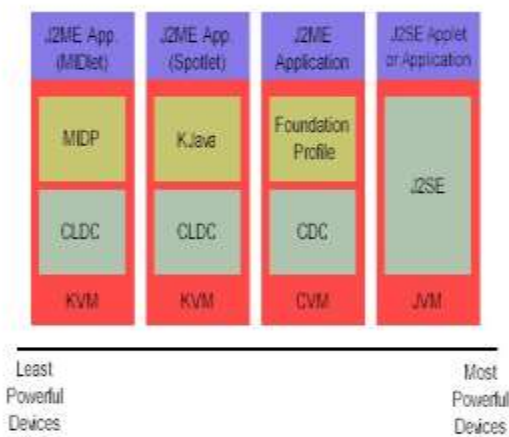 J2ME App.
(MIDlet)
J2ME App.
(Spotlet)
J2ME
Application
J2SE Applet
or Application
MIDP
KJava
Foundation
Profile
J2SE
CLDC
CLDC
CDC
KVM
KVM
CVM
JVM
Least
Powerful
Devices
Most
Powerful
Devices